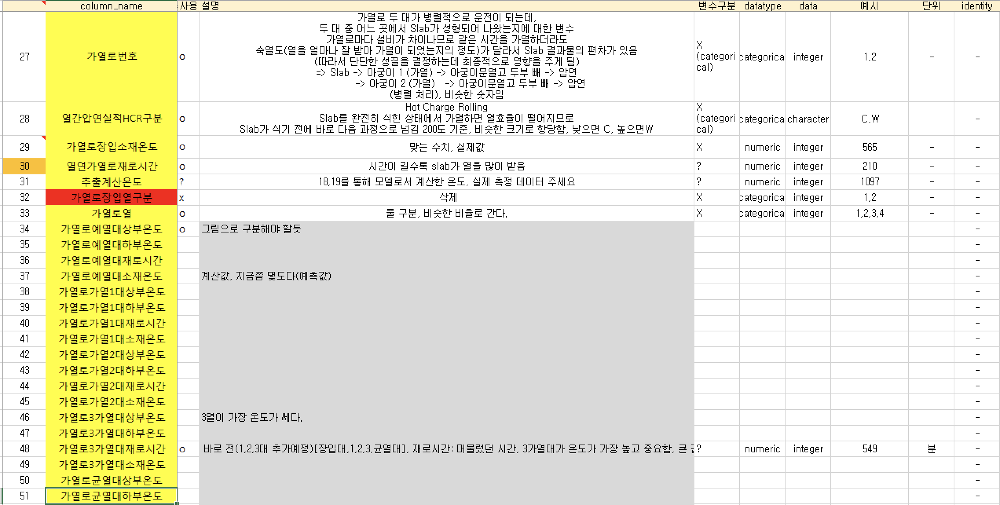 column_name 사용 설명 변수구분 datatype data 예시 단위 identity
27 가열로번호 o
가열로 두 대가 병렬적으로 운전이 되는데,
두 대 중 어느 곳에서 Slab가 성형되어 나왔는지에 대한 변수
가열로마다 설비가 차이나므로 같은 시간을 가열하더라도
숙열도(열을 얼마나 잘 받아 가열이 되었는지의 정도)가 달라서 Slab 결과물의 편차가 있음
(따라서 단단한 성질을 결정하는데 최종적으로 영향을 주게 됨)
=> Slab -> 아궁이 1 (가열) -> 아궁이문열고 두부 빼 -> 압연
-> 아궁이 2 (가열) -> 아궁이문열고 두부 빼 -> 압연
(병렬 처리), 비슷한 숫자임
X
(categori
cal)
categorica integer 1,2 - -
28 열간압연실적HCR구분 o
Hot Charge Rolling
Slab를 완전히 식힌 상태에서 가열하면 열효율이 떨어지므로
Slab가 식기 전에 바로 다음 과정으로 넘김 200도 기준, 비슷한 크기로 할당함, 낮으면 C, 높으면W
X
(categori
cal)
categorica character C,W -
29 가열로장입소재온도 o 맞는 수치, 실제값 X numeric integer 565 - -
30 열연가열로재로시간 o 시간이 길수록 slab가 열을 많이 받음 ? numeric integer 210 - -
31 추출계산온도 ? 18,19를 통해 모델로서 계산한 온도, 실제 측정 데이터 주세요 ? numeric integer 1097 - -
32 가열로장입열구분 x 삭제 X categorica integer 1,2 - -
33 가열로열 o 줄 구분, 비슷한 비율로 간다. X categorica integer 1,2,3,4 - -
34 가열로예열대상부온도 o 그림으로 구분해야 할듯 -
35 가열로예열대하부온도 -
36 가열로예열대재로시간 -
37 가열로예열대소재온도 계산값, 지금쯤 몇도다(예측값) -
38 가열로가열1대상부온도 -
39 가열로가열1대하부온도 -
40 가열로가열1대재로시간 -
41 가열로가열1대소재온도 -
42 가열로가열2대상부온도 -
43 가열로가열2대하부온도 -
44 가열로가열2대재로시간 -
45 가열로가열2대소재온도 -
46 가열로3가열대상부온도 3열이 가장 온도가 쎄다. -
47 가열로3가열대하부온도 -
48 가열로3가열대재로시간 o 바로 전(1,2,3대 추가예정)[장입대,1,2,3,균열대], 재로시간: 머물렀던 시간, 3가열대가 온도가 가장 높고 중요함, 큰 ? numeric integer 549 분 -
49 가열로3가열대소재온도 -
50 가열로균열대상부온도 -
51 가열로균열대하부온도 -